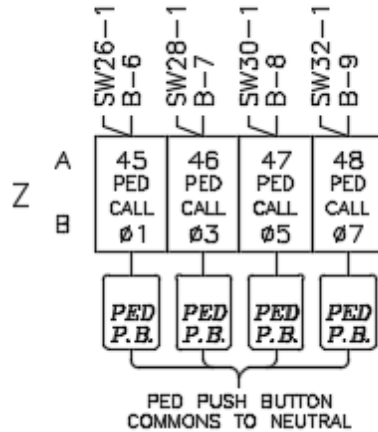 SW26-1
B-6
SW28-1
B-7
SW30-1
B-8
SW32-1
B-9
Z
A
B
45
PED
CALL
ø1
46
PED
CALL
ø3
47
PED
CALL
ø5
48
PED
CALL
ø7
PED
P.B.
PED
P.B.
PED
P.B.
PED
P.B.
PED PUSH BUTTON
COMMONS TO NEUTRAL